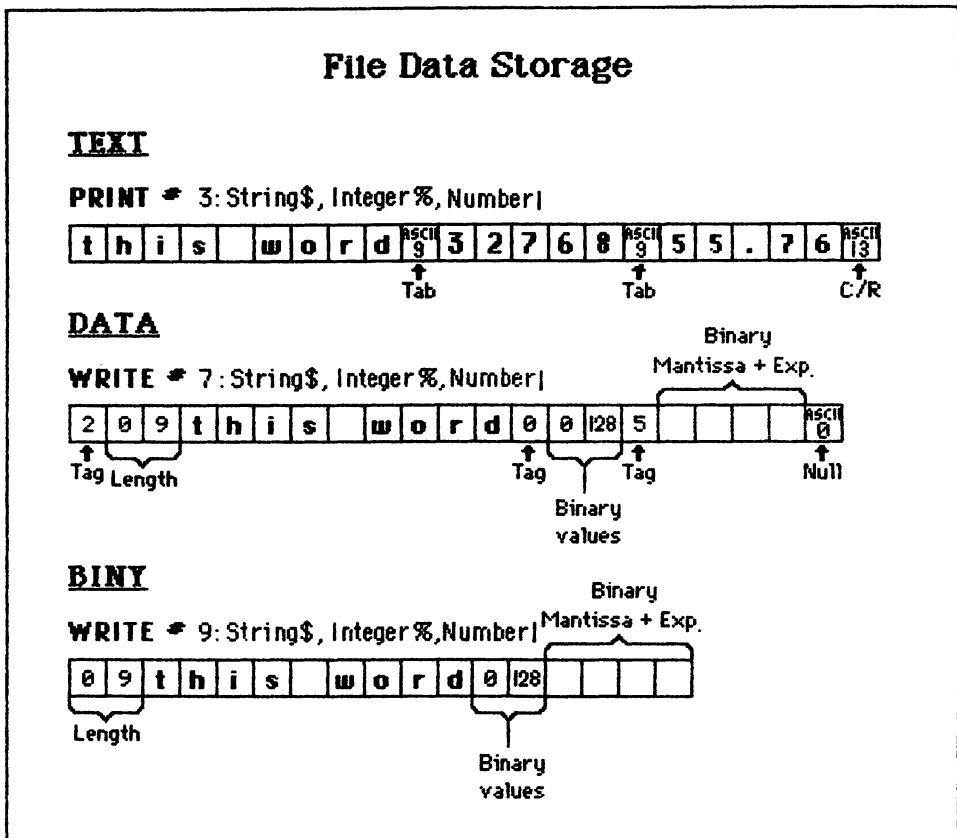 File Data Storage
TEXT
PRINT # 3: String$, Integer%, Number|
t h i s w o r d ASCII 9 3 2 7 6 8 ASCII 9 5 5 . 7 6 ASCII 13
Tab Tab C/R
DATA
Binary
Mantissa + Exp.
WRITE # 7: String$, Integer%, Number|
2 0 9 t h i s w o r d 0 0 128 5 ASCII 0
Tag Length Tag Tag Null
Binary
values
BINY
Binary
Mantissa + Exp.
WRITE # 9: String$, Integer%, Number|
0 9 t h i s w o r d 0 128
Length
Binary
values